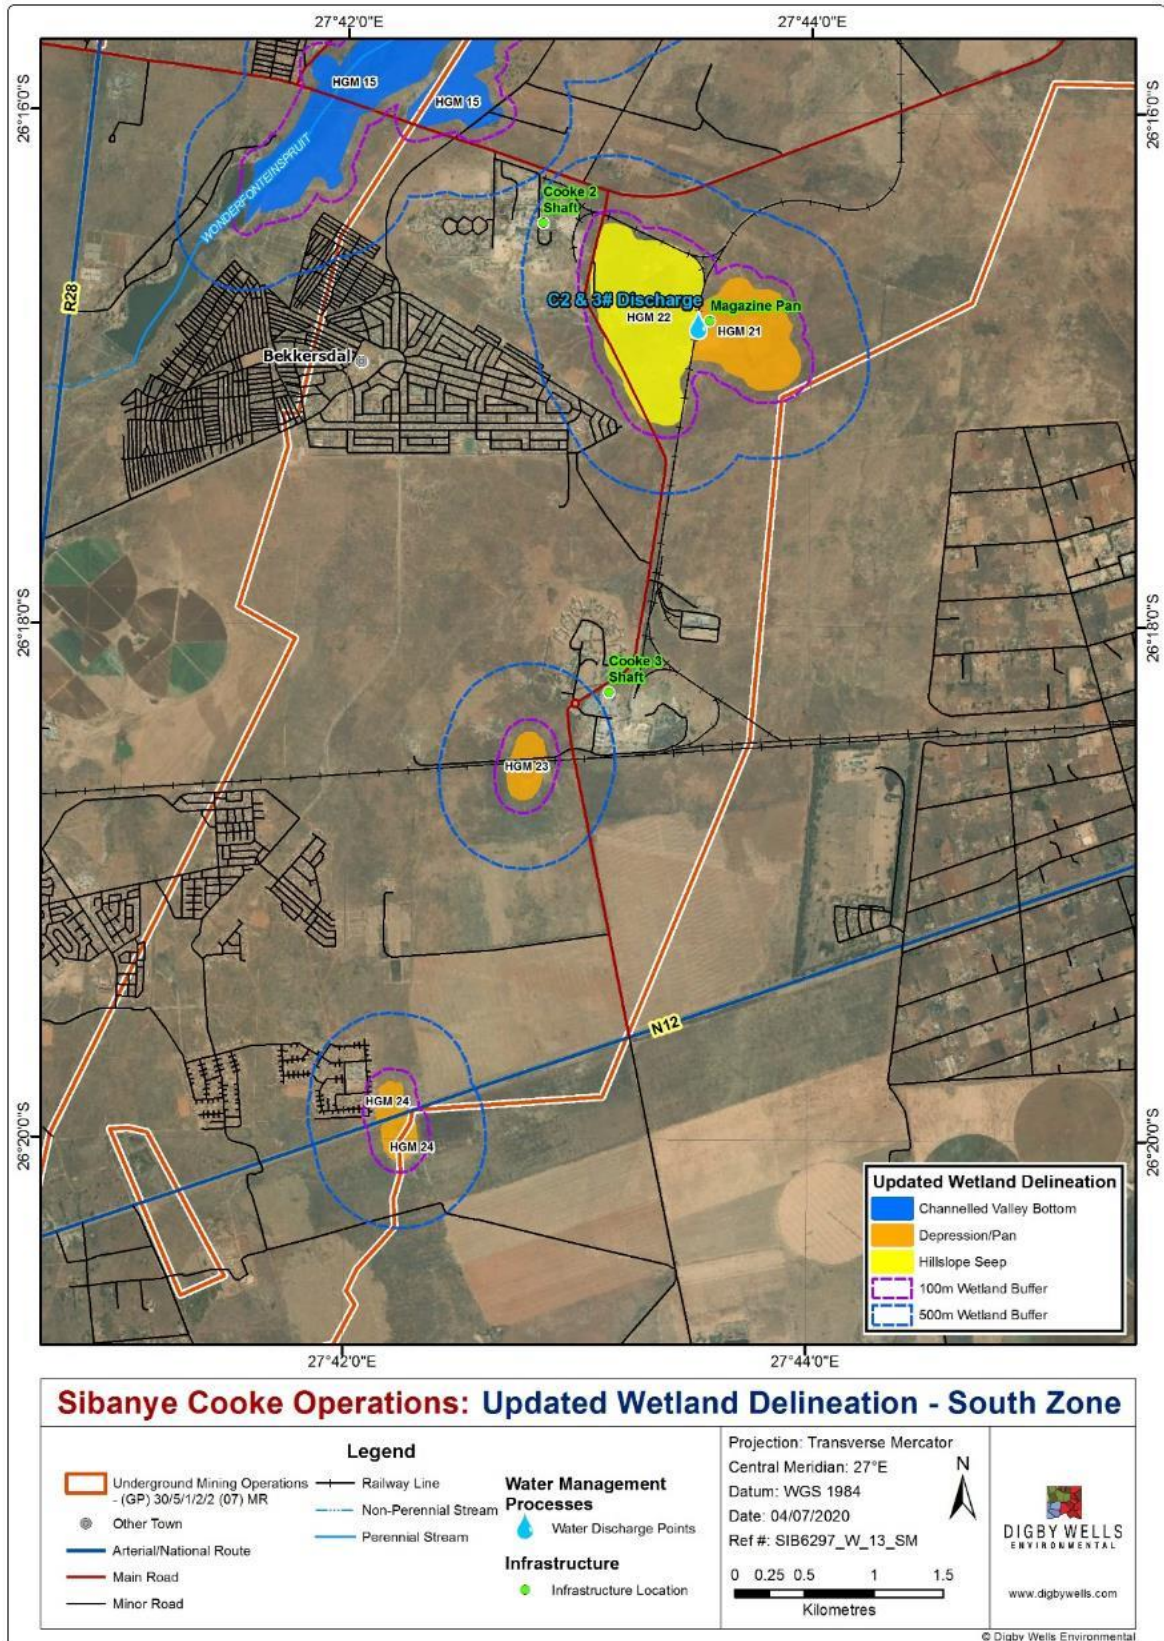 27°42'0"E
27°44'0"E
26°16'0"S
26°16'0"S
HGM 15
HGM 15
WONDERFONTEINSPRUIT
Cooke 2
Shaft
R28
C2 & 3# Discharge
Magazine Pan
HGM 22
HGM 21
Bekkersdal
26°18'0"S
26°18'0"S
Cooke 3
Shaft
HGM 23
N12
HGM 24
HGM 24
26°20'0"S
26°20'0"S
Updated Wetland Delineation
Channelled Valley Bottom
Depression/Pan
Hillslope Seep
100m Wetland Buffer
500m Wetland Buffer
27°42'0"E
27°44'0"E
Sibanye Cooke Operations: Updated Wetland Delineation - South Zone
Legend
Underground Mining Operations
- (GP) 30/5/1/2/2 (07) MR
Other Town
Arterial/National Route
Main Road
Minor Road
Railway Line
Non-Perennial Stream
Perennial Stream
Water Management
Processes
Water Discharge Points
Infrastructure
Infrastructure Location
Projection: Transverse Mercator
Central Meridian: 27°E
Datum: WGS 1984
Date: 04/07/2020
Ref #: SIB6297_W_13_SM
N
0 0.25 0.5 1 1.5
Kilometres
DIGBY WELLS
ENVIRONMENTAL
www.digbywells.com
© Digby Wells Environmental